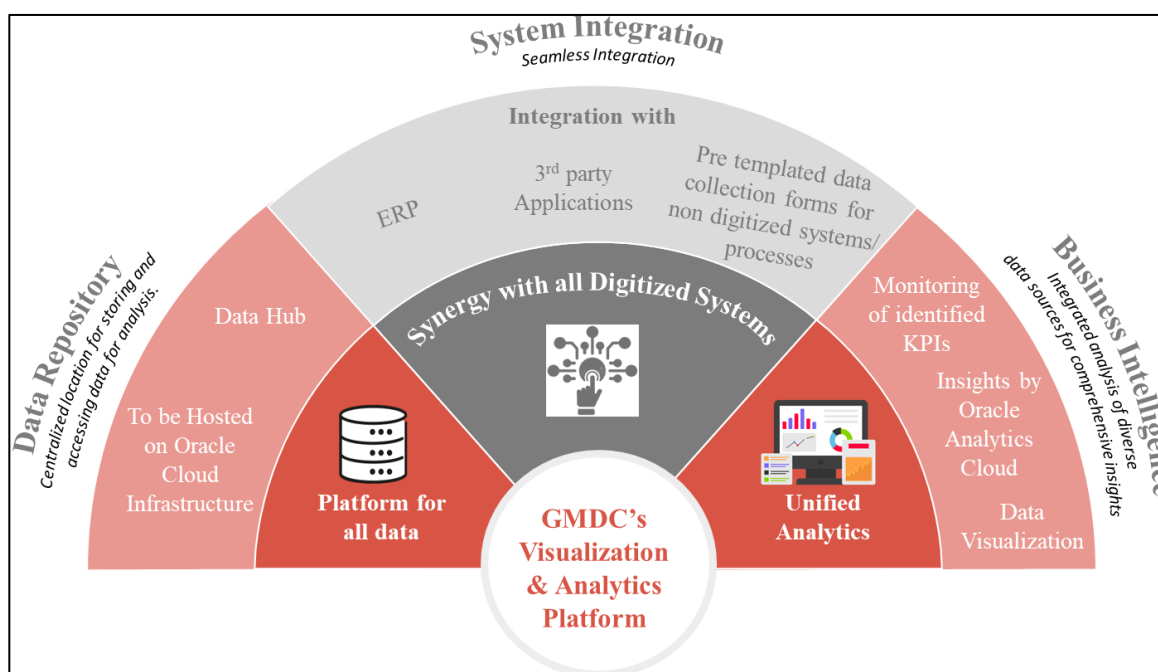 System Integration
Seamless Integration
Integration with
ERP
3rd party
Applications
Pre templated data
collection forms for
non digitized systems/
processes
Synergy with all Digitized Systems
Data Repository
Centralized location for storing and
accessing data for analysis.
Data Hub
To be Hosted
on Oracle
Cloud
Infrastructure
Platform for
all data
Business Intelligence
Integrated analysis of diverse
data sources for comprehensive insights
Monitoring
of identified
KPIs
Insights by
Oracle
Analytics
Cloud
Data
Visualization
Unified
Analytics
GMDC’s
Visualization
& Analytics
Platform